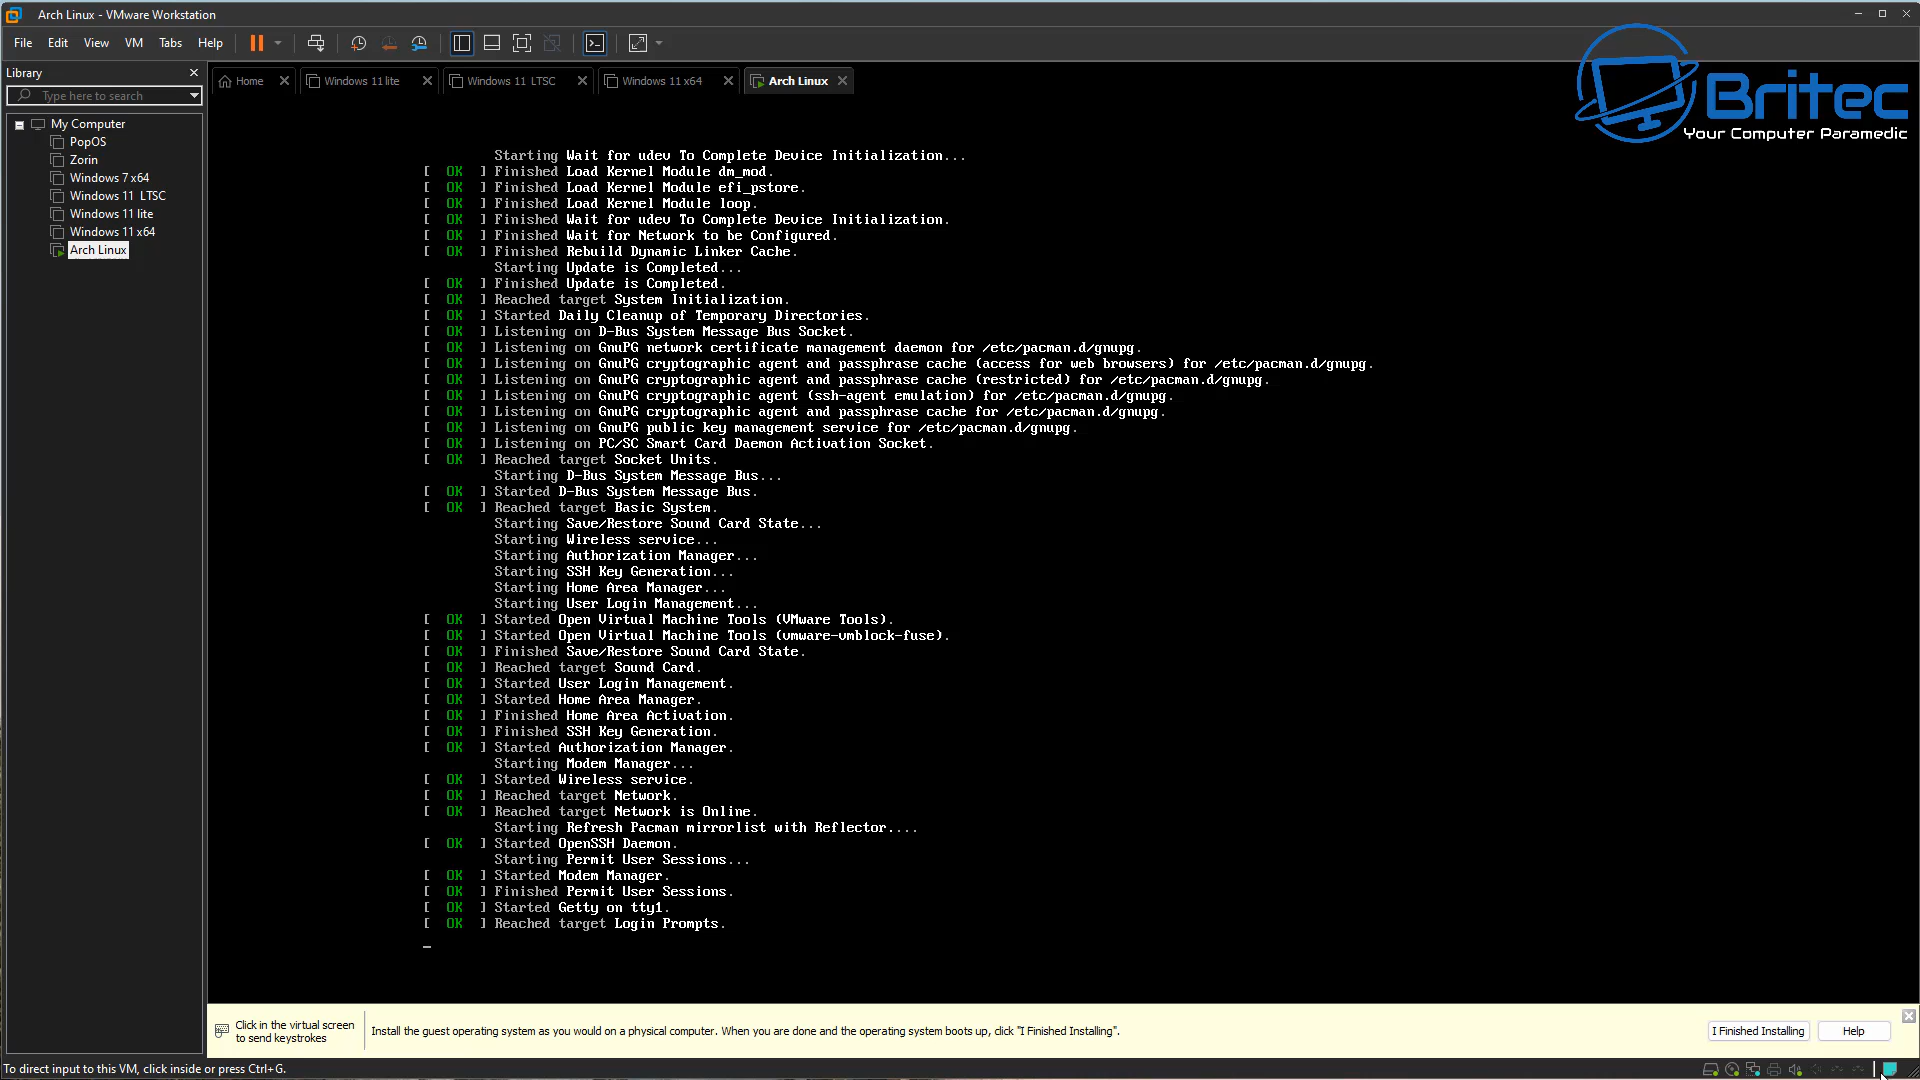 Arch Linux - VMware Workstation
File Edit View VM Tabs Help
Library
Type here to search
My Computer
PopOS
Zorin
Windows 7 x64
Windows 11 LTSC
Windows 11 lite
Windows 11 x64
Arch Linux
Home
Windows 11 lite
Windows 11 LTSC
Windows 11 x64
Arch Linux
Britec
Your Computer Paramedic
Starting Wait for udev To Complete Device Initialization...
[ OK ] Finished Load Kernel Module dm_mod.
[ OK ] Finished Load Kernel Module efi_pstore.
[ OK ] Finished Load Kernel Module loop.
[ OK ] Finished Wait for udev To Complete Device Initialization.
[ OK ] Finished Wait for Network to be Configured.
[ OK ] Finished Rebuild Dynamic Linker Cache.
Starting Update is Completed...
[ OK ] Finished Update is Completed.
[ OK ] Reached target System Initialization.
[ OK ] Started Daily Cleanup of Temporary Directories.
[ OK ] Listening on D-Bus System Message Bus Socket.
[ OK ] Listening on GnuPG network certificate management daemon for /etc/pacman.d/gnupg.
[ OK ] Listening on GnuPG cryptographic agent and passphrase cache (access for web browsers) for /etc/pacman.d/gnupg.
[ OK ] Listening on GnuPG cryptographic agent and passphrase cache (restricted) for /etc/pacman.d/gnupg.
[ OK ] Listening on GnuPG cryptographic agent (ssh-agent emulation) for /etc/pacman.d/gnupg.
[ OK ] Listening on GnuPG cryptographic agent and passphrase cache for /etc/pacman.d/gnupg.
[ OK ] Listening on GnuPG public key management service for /etc/pacman.d/gnupg.
[ OK ] Listening on PC/SC Smart Card Daemon Activation Socket.
[ OK ] Reached target Socket Units.
Starting D-Bus System Message Bus...
[ OK ] Started D-Bus System Message Bus.
[ OK ] Reached target Basic System.
Starting Save/Restore Sound Card State...
Starting Wireless service...
Starting Authorization Manager...
Starting SSH Key Generation...
Starting Home Area Manager...
Starting User Login Management...
[ OK ] Started Open Virtual Machine Tools (VMware Tools).
[ OK ] Started Open Virtual Machine Tools (vmware-vmblock-fuse).
[ OK ] Finished Save/Restore Sound Card State.
[ OK ] Reached target Sound Card.
[ OK ] Started User Login Management.
[ OK ] Started Home Area Manager.
[ OK ] Finished Home Area Activation.
[ OK ] Finished SSH Key Generation.
[ OK ] Started Authorization Manager.
Starting Modem Manager...
[ OK ] Started Wireless service.
[ OK ] Reached target Network.
[ OK ] Reached target Network is Online.
Starting Refresh Pacman mirrorlist with Reflector....
[ OK ] Started OpenSSH Daemon.
Starting Permit User Sessions...
[ OK ] Started Modem Manager.
[ OK ] Finished Permit User Sessions.
[ OK ] Started Getty on tty1.
[ OK ] Reached target Login Prompts.
_
Click in the virtual screen
to send keystrokes
Install the guest operating system as you would on a physical computer. When you are done and the operating system boots up, click "I Finished Installing".
I Finished Installing
Help
To direct input to this VM, click inside or press Ctrl+G.